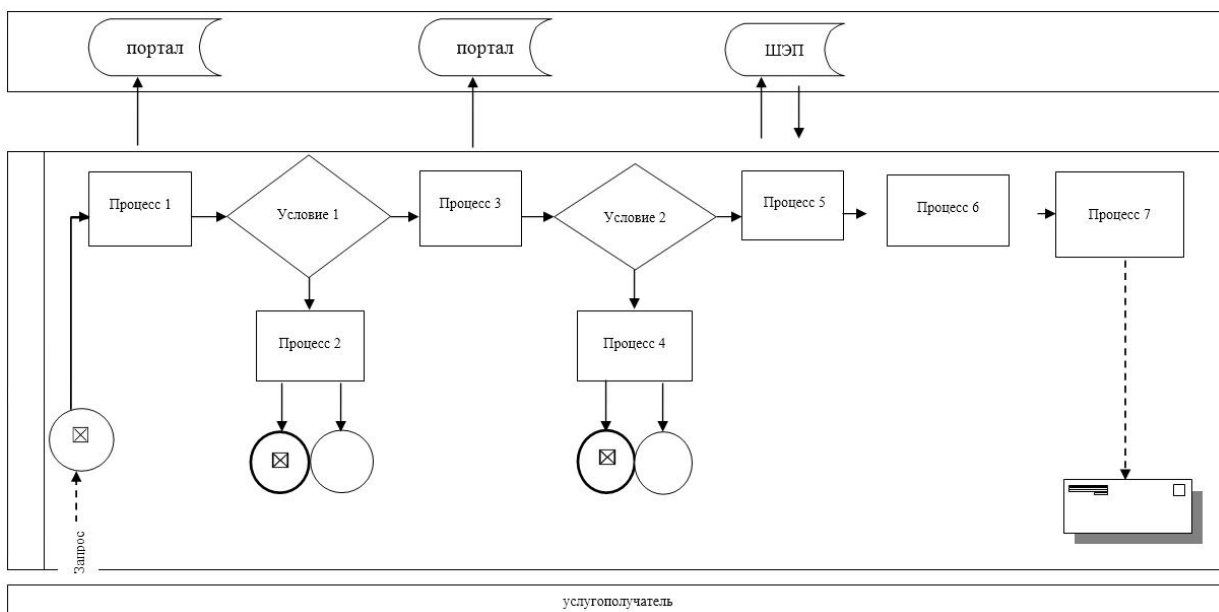 портал
портал
ШЭП
Процесс 1
Условие 1
Процесс 3
Условие 2
Процесс 5
Процесс 6
Процесс 7
Процесс 2
Процесс 4
Запрос
услугополучатель